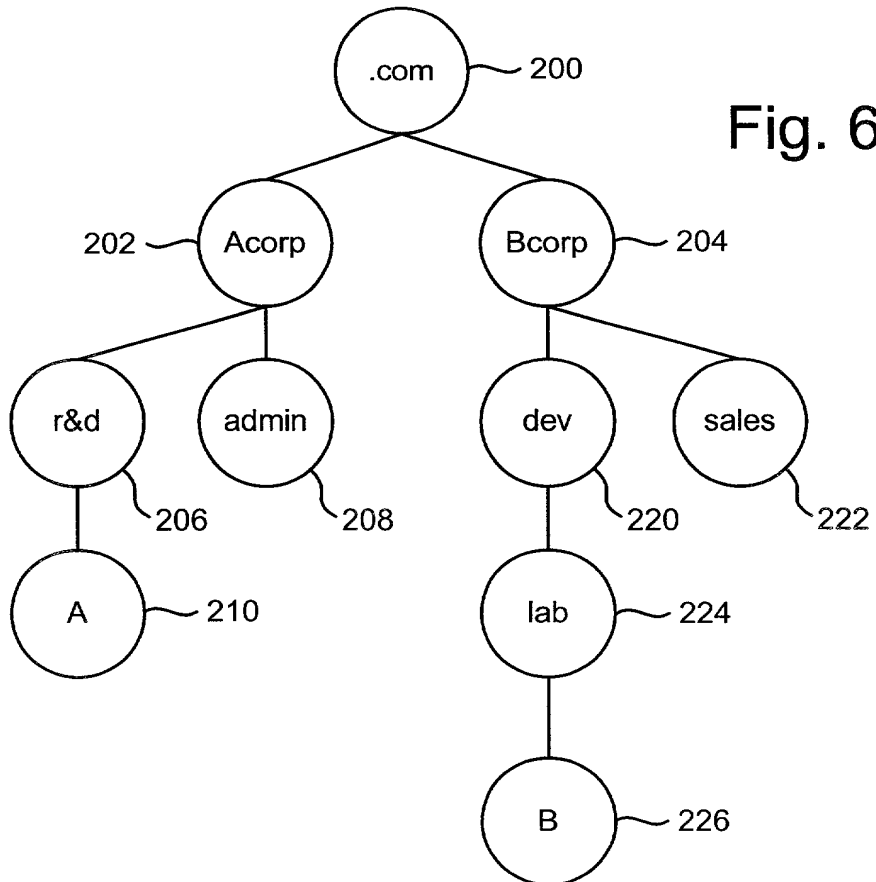 .com
200
Fig. 6
202
Acorp
Bcorp
204
r&d
admin
dev
sales
206
208
220
222
A
210
lab
224
B
226